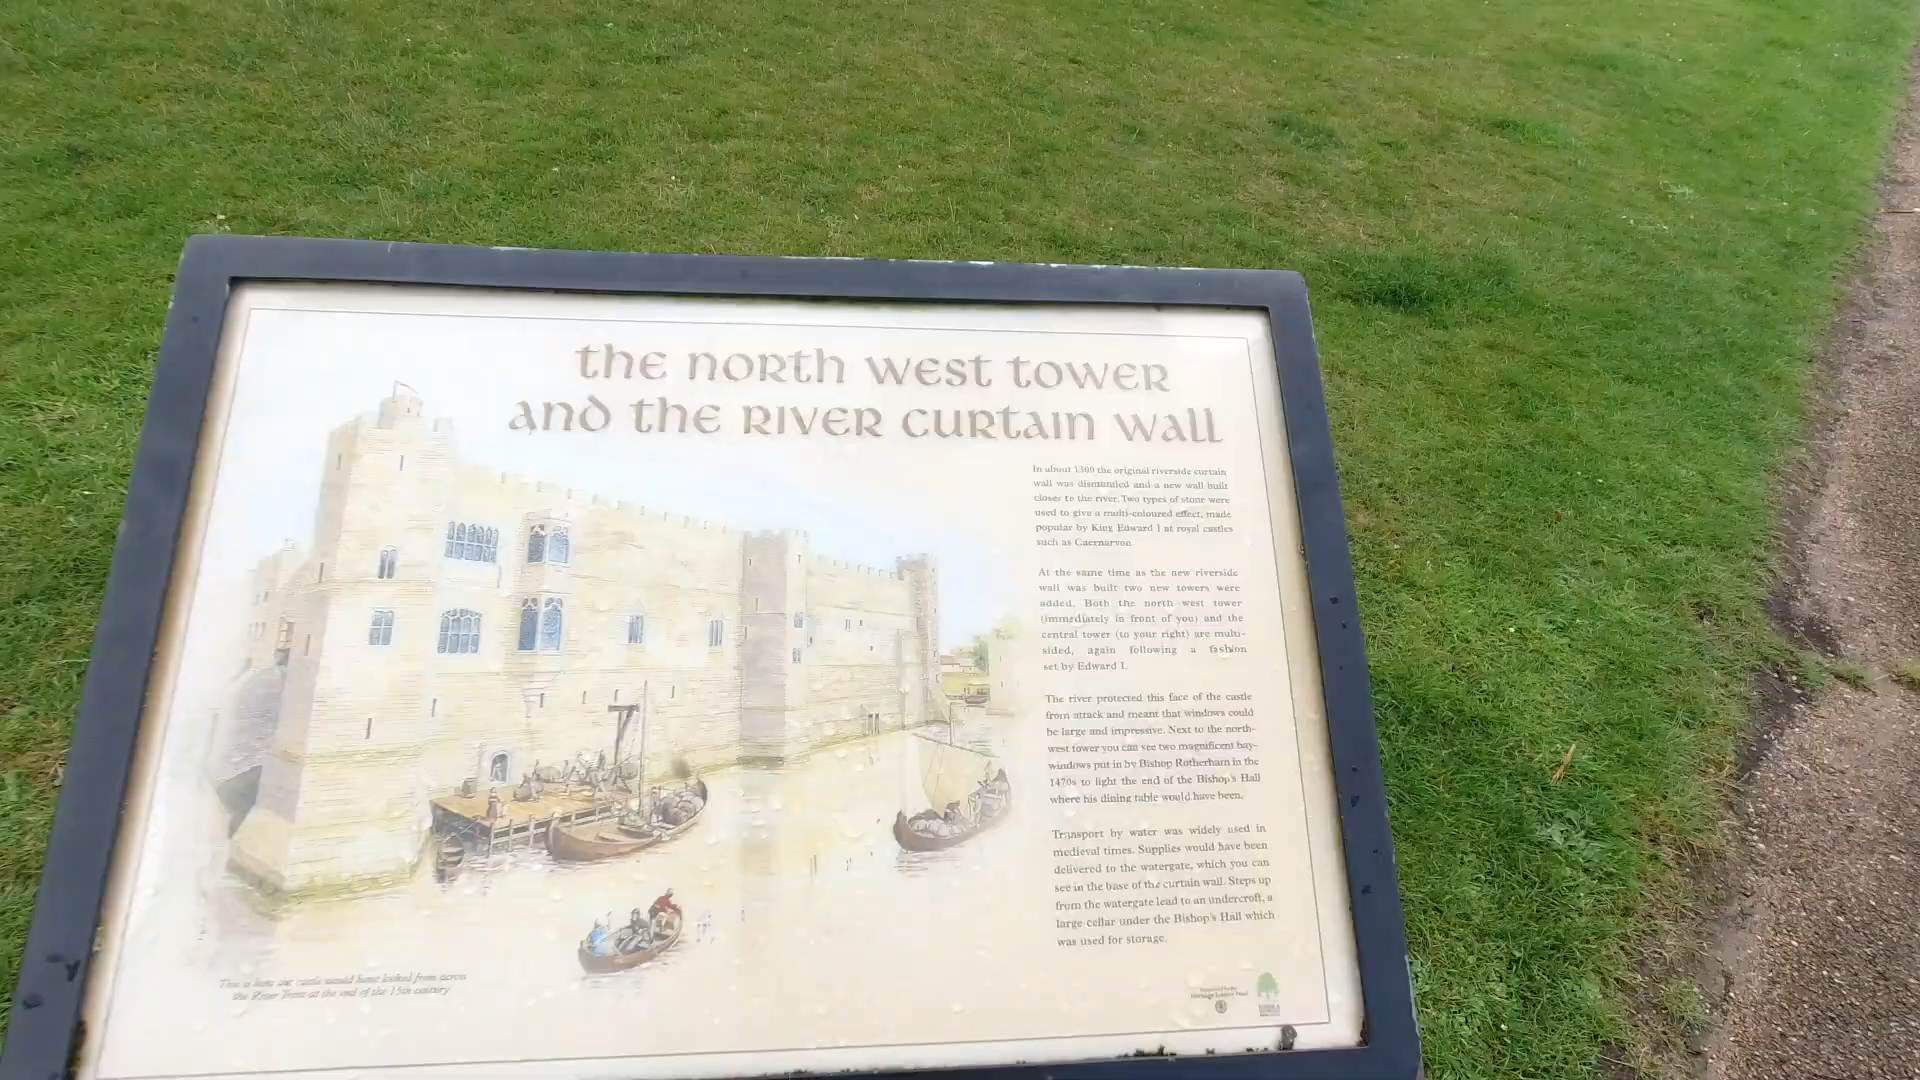 the north west tower
and the river curtain wall
In about 1300 the original riverside curtain
wall was dismantled and a new wall built
closer to the river. Two types of stone were
used to give a multi-coloured effect, made
popular by King Edward I at royal castles
such as Caernarvon.
At the same time as the new riverside
wall was built two new towers were
added. Both the north west tower
(immediately in front of you) and the
central tower (to your right) are multi-
sided, again following a fashion
set by Edward I.
The river protected this face of the castle
from attack and meant that windows could
be large and impressive. Next to the north-
west tower you can see two magnificent bay-
windows put in by Bishop Rotherham in the
1470s to light the end of the Bishop's Hall
where his dining table would have been.
Transport by water was widely used in
medieval times. Supplies would have been
delivered to the watergate, which you can
see in the base of the curtain wall. Steps up
from the watergate lead to an undercroft, a
large cellar under the Bishop's Hall which
was used for storage.
This is how the castle would have looked from across
the River Trent at the end of the 15th century